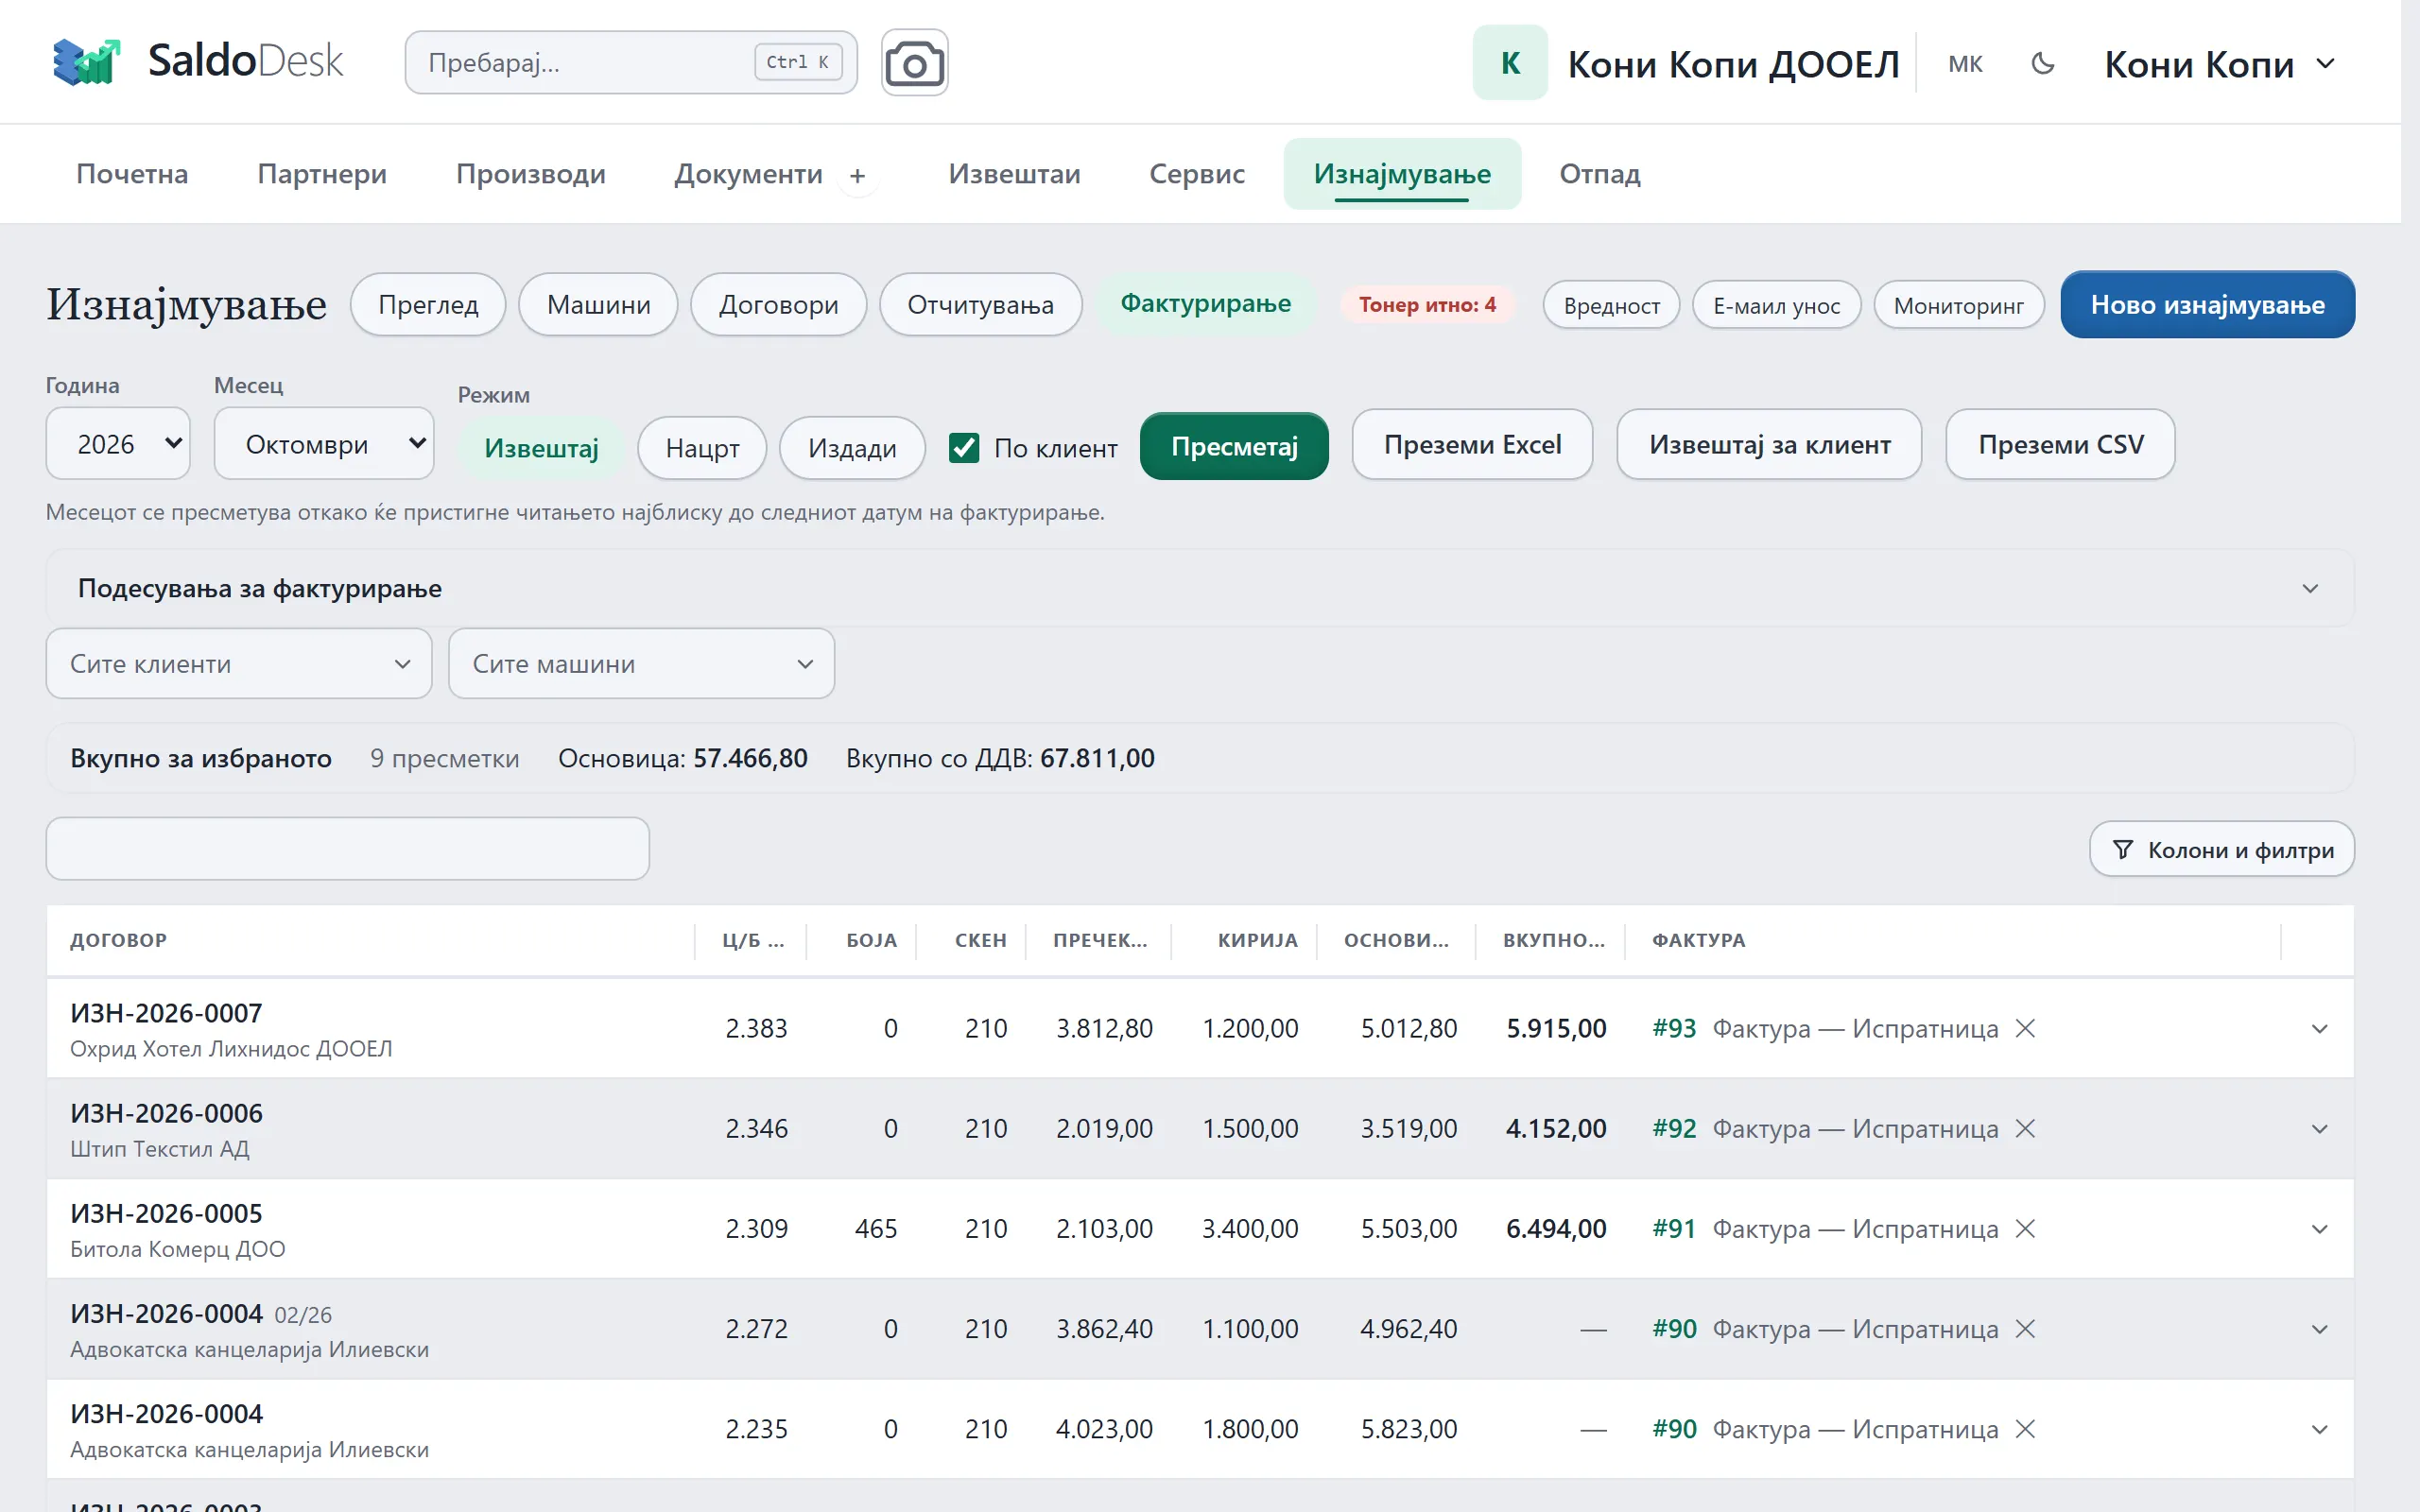 SaldoDesk Пребарај... Ctrl K К Кони Копи ДООЕЛ МК Кони Копи
Почетна Партнери Производи Документи + Извештаи Сервис Изнајмување Отпад
Изнајмување Преглед Машини Договори Отчитувања Фактурирање Тонер итно: 4 Вредност Е-маил унос Мониторинг Ново изнајмување
Година Месец Режим
2026 Октомври Извештај Нацрт Издади По клиент Пресметај Преземи Excel Извештај за клиент Преземи CSV
Месецот се пресметува откако ќе пристигне читањето најблиску до следниот датум на фактурирање.
Подесувања за фактурирање
Сите клиенти Сите машини
Вкупно за избраното 9 пресметки Основица: 57.466,80 Вкупно со ДДВ: 67.811,00
Колони и филтри
ДОГОВОР Ц/Б ... БОЈА СКЕН ПРЕЧЕК... КИРИЈА ОСНОВИ... ВКУПНО... ФАКТУРА
ИЗН-2026-0007
Охрид Хотел Лихнидос ДООЕЛ
2.383 0 210 3.812,80 1.200,00 5.012,80 5.915,00 #93 Фактура — Испратница
ИЗН-2026-0006
Штип Текстил АД
2.346 0 210 2.019,00 1.500,00 3.519,00 4.152,00 #92 Фактура — Испратница
ИЗН-2026-0005
Битола Комерц ДОО
2.309 465 210 2.103,00 3.400,00 5.503,00 6.494,00 #91 Фактура — Испратница
ИЗН-2026-0004 02/26
Адвокатска канцеларија Илиевски
2.272 0 210 3.862,40 1.100,00 4.962,40 — #90 Фактура — Испратница
ИЗН-2026-0004
Адвокатска канцеларија Илиевски
2.235 0 210 4.023,00 1.800,00 5.823,00 — #90 Фактура — Испратница